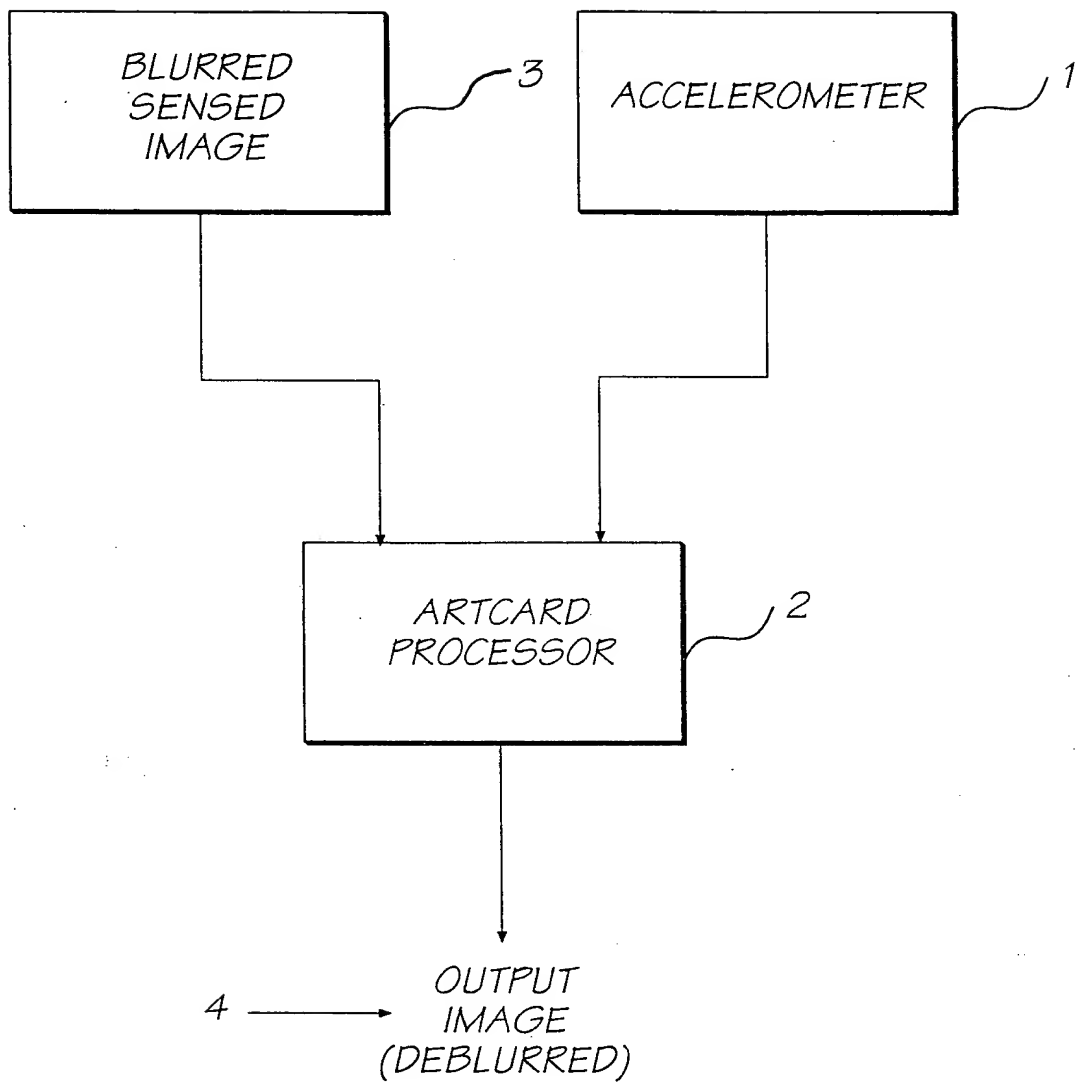 BLURRED
SENSED
IMAGE
3
ACCELEROMETER
1
ARTCARD
PROCESSOR
2
4
OUTPUT
IMAGE
(DEBLURRED)